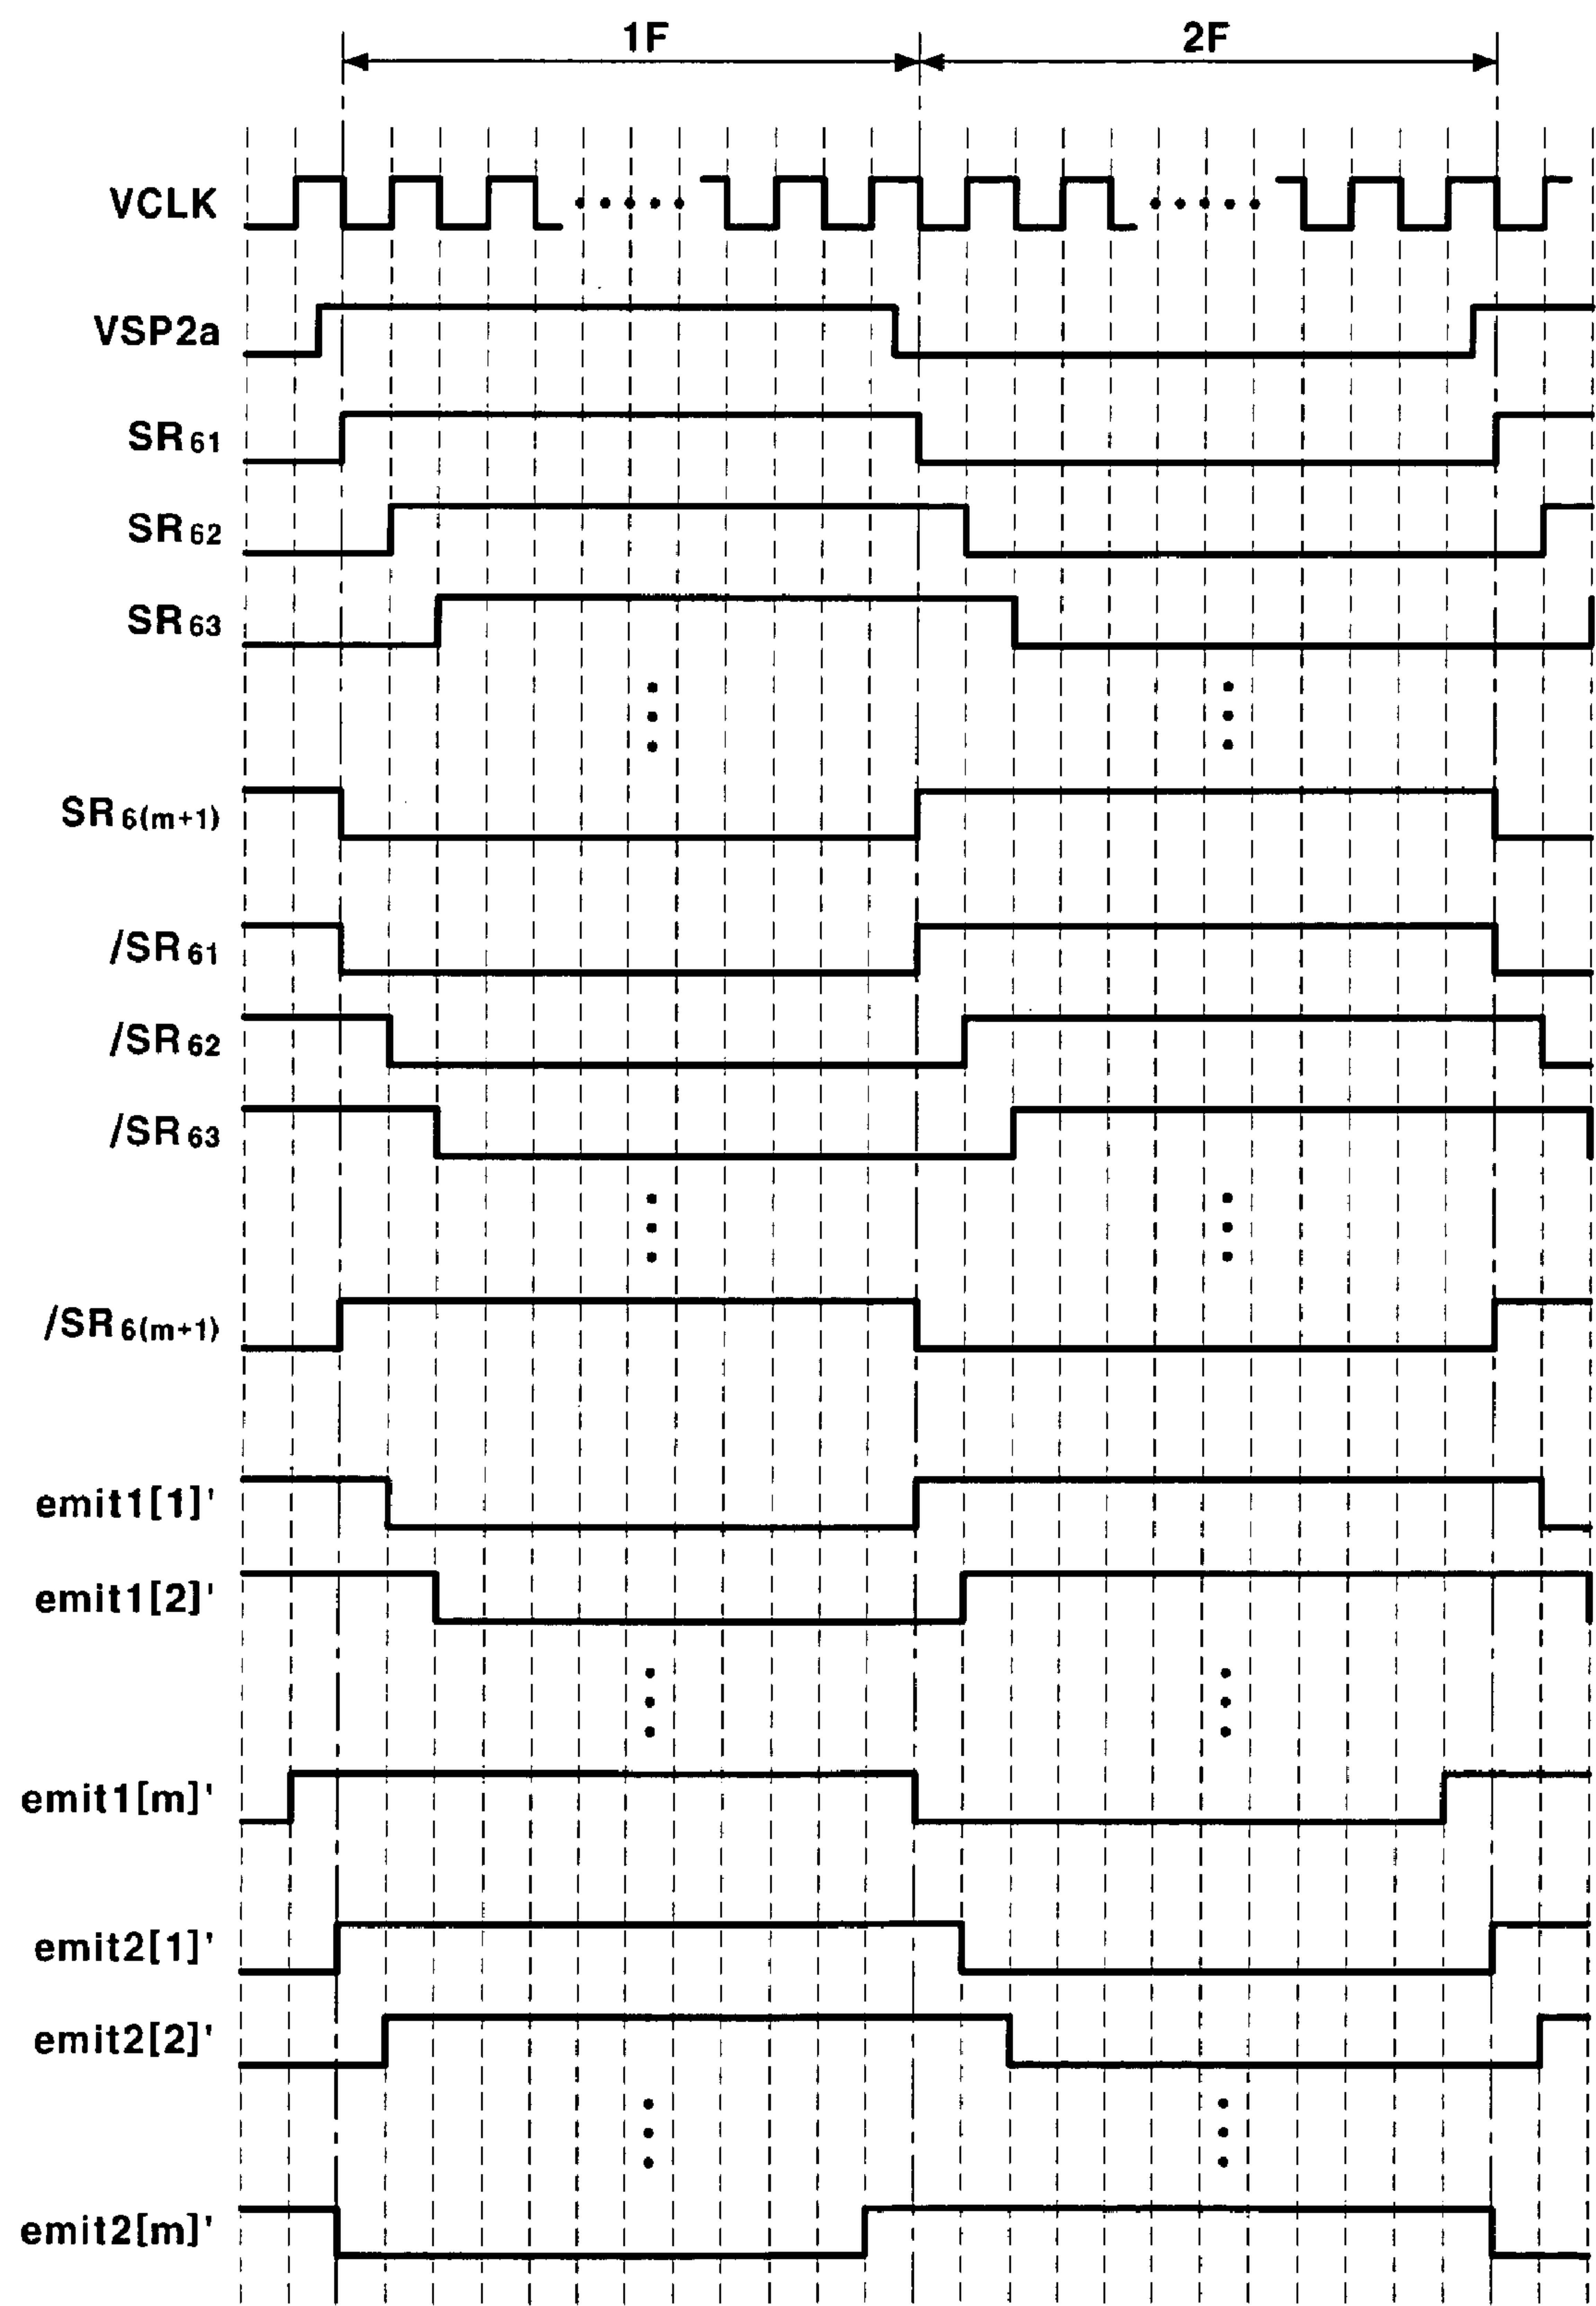 1F 2F
VCLK
VSP2a
SR61
SR62
SR63
SR6(m+1)
/SR61
/SR62
/SR63
/SR6(m+1)
emit1[1]'
emit1[2]'
emit1[m]'
emit2[1]'
emit2[2]'
emit2[m]'